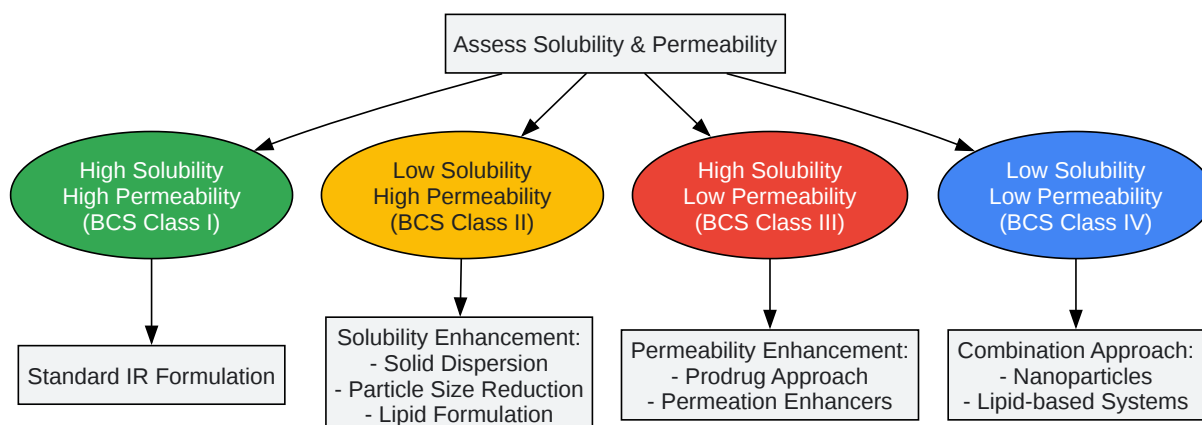 Assess Solubility & Permeability
High Solubility
High Permeability
(BCS Class I)
Low Solubility
High Permeability
(BCS Class II)
High Solubility
Low Permeability
(BCS Class III)
Low Solubility
Low Permeability
(BCS Class IV)
Standard IR Formulation
Solubility Enhancement:
- Solid Dispersion
- Particle Size Reduction
- Lipid Formulation
Permeability Enhancement:
- Prodrug Approach
- Permeation Enhancers
Combination Approach:
- Nanoparticles
- Lipid-based Systems